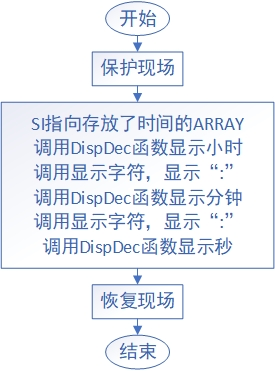 开始
保护现场
SI指向存放了时间的ARRAY
调用DispDec函数显示小时
调用显示字符，显示“:”
调用DispDec函数显示分钟
调用显示字符，显示“:”
调用DispDec函数显示秒
恢复现场
结束